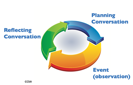 Planning
Conversation
Reflecting
Conversation
Event
(observation)